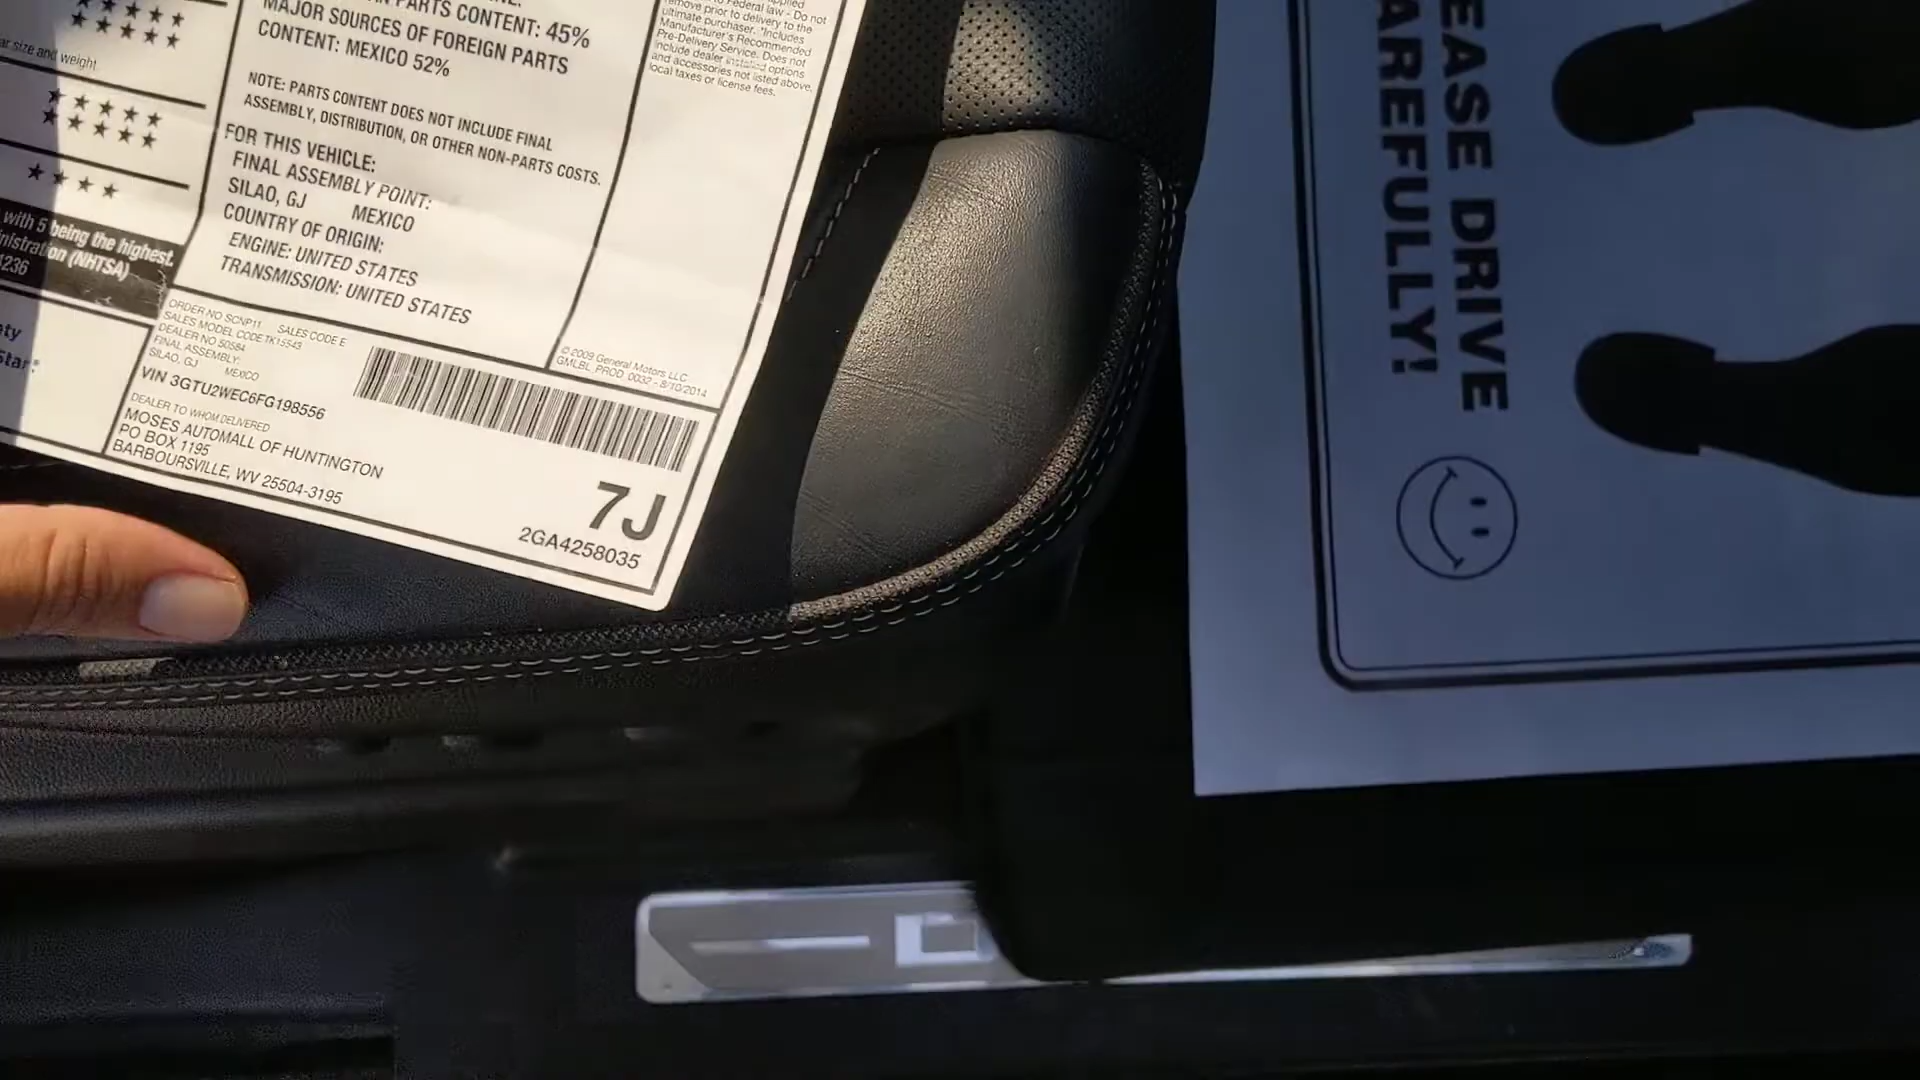 PARTS CONTENT: 45%
MAJOR SOURCES OF FOREIGN PARTS
CONTENT: MEXICO 52%
NOTE: PARTS CONTENT DOES NOT INCLUDE FINAL
ASSEMBLY, DISTRIBUTION, OR OTHER NON-PARTS COSTS.
FOR THIS VEHICLE:
FINAL ASSEMBLY POINT:
SILAO, GJ MEXICO
COUNTRY OF ORIGIN:
ENGINE: UNITED STATES
TRANSMISSION: UNITED STATES
size and weight
with 5 being the highest.
(NHTSA)
4236
to Federal law - Do not
remove prior to delivery to the
ultimate purchaser. *Includes
Manufacturer's Recommended
Pre-Delivery Service. Does not
include dealer installed options
and accessories not listed above,
local taxes or license fees.
ORDER NO SCNP11 SALES CODE E
SALES MODEL CODE TK15543
DEALER NO 50584
FINAL ASSEMBLY:
SILAO, GJ MEXICO
VIN 3GTU2WEC6FG198556
DEALER TO WHOM DELIVERED
MOSES AUTOMALL OF HUNTINGTON
PO BOX 1195
BARBOURSVILLE, WV 25504-3195
© 2009 General Motors LLC
GMLBL_PROD_0032 - 8/10/2014
7J
2GA4258035
EASE DRIVE
AREFULLY!